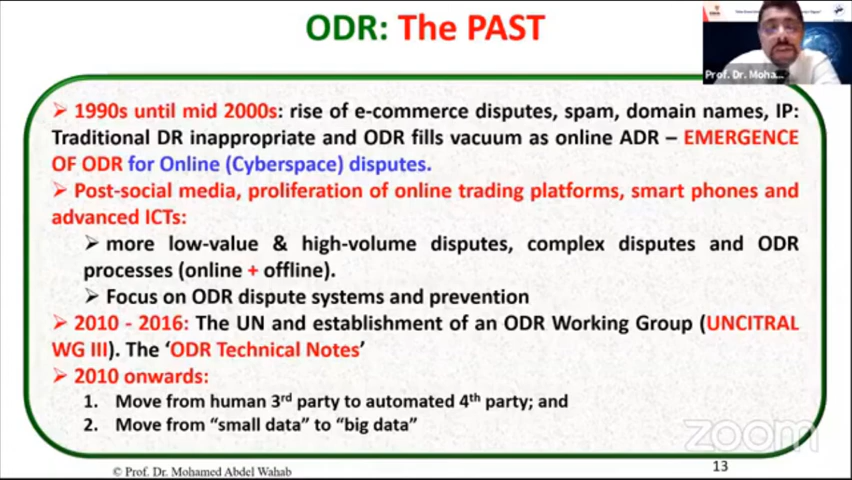 ODR: The PAST
Prof. Dr. Moha...
➢ 1990s until mid 2000s: rise of e-commerce disputes, spam, domain names, IP:
Traditional DR inappropriate and ODR fills vacuum as online ADR – EMERGENCE
OF ODR for Online (Cyberspace) disputes.
➢ Post-social media, proliferation of online trading platforms, smart phones and
advanced ICTs:
➢ more low-value & high-volume disputes, complex disputes and ODR
processes (online + offline).
➢ Focus on ODR dispute systems and prevention
➢ 2010 - 2016: The UN and establishment of an ODR Working Group (UNCITRAL
WG III). The ‘ODR Technical Notes’
➢ 2010 onwards:
1. Move from human 3rd party to automated 4th party; and
2. Move from “small data” to “big data”
zoom
© Prof. Dr. Mohamed Abdel Wahab
13